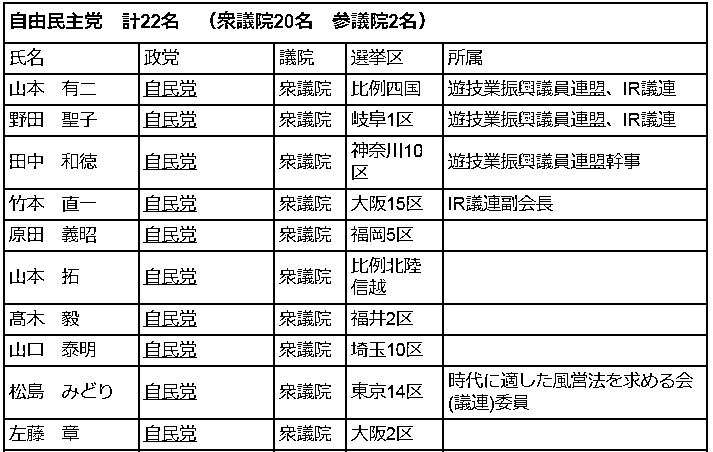 自由民主党　計22名　（衆議院20名　参議院2名）
氏名 政党 議院 選挙区 所属
山本　有二 自民党 衆議院 比例四国 遊技業振興議員連盟、IR議連
野田　聖子 自民党 衆議院 岐阜1区 遊技業振興議員連盟、IR議連
田中　和徳 自民党 衆議院 神奈川10区 遊技業振興議員連盟幹事
竹本　直一 自民党 衆議院 大阪15区 IR議連副会長
原田　義昭 自民党 衆議院 福岡5区
山本　拓 自民党 衆議院 比例北陸信越
髙木　毅 自民党 衆議院 福井2区
山口　泰明 自民党 衆議院 埼玉10区
松島　みどり 自民党 衆議院 東京14区 時代に適した風営法を求める会(議連)委員
左藤　章 自民党 衆議院 大阪2区